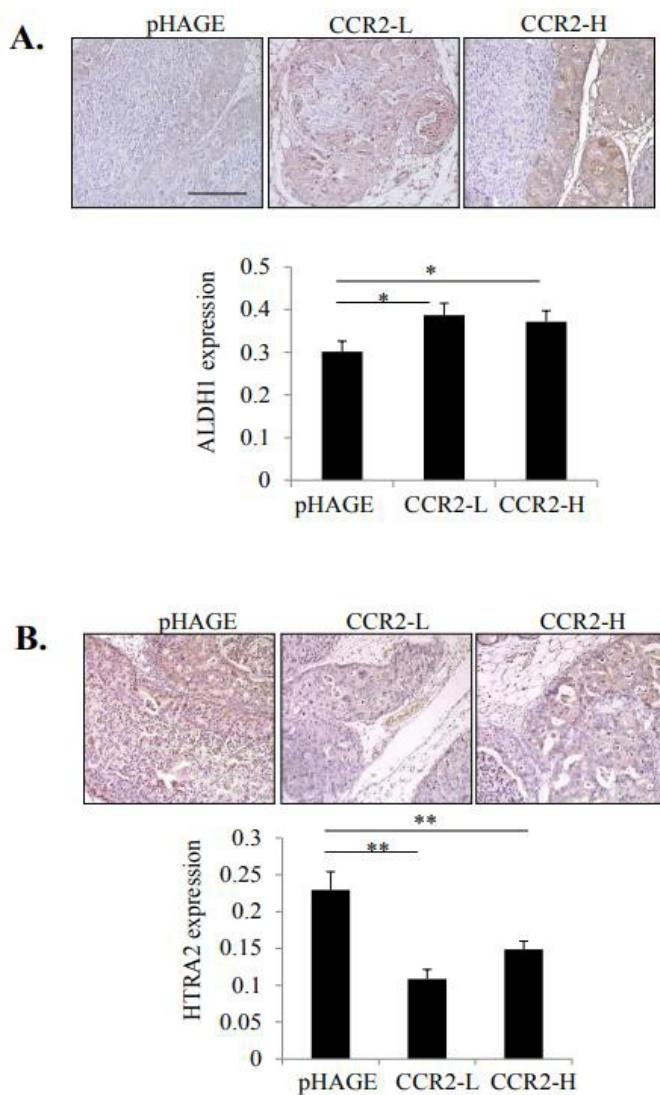 A.
pHAGE CCR2-L CCR2-H
0.5
*
0.4
*
0.3
0.2
0.1
0
ALDH1 expression
pHAGE CCR2-L CCR2-H
B.
pHAGE CCR2-L CCR2-H
0.3
**
0.25
**
0.2
0.15
0.1
0.05
0
HTRA2 expression
pHAGE CCR2-L CCR2-H